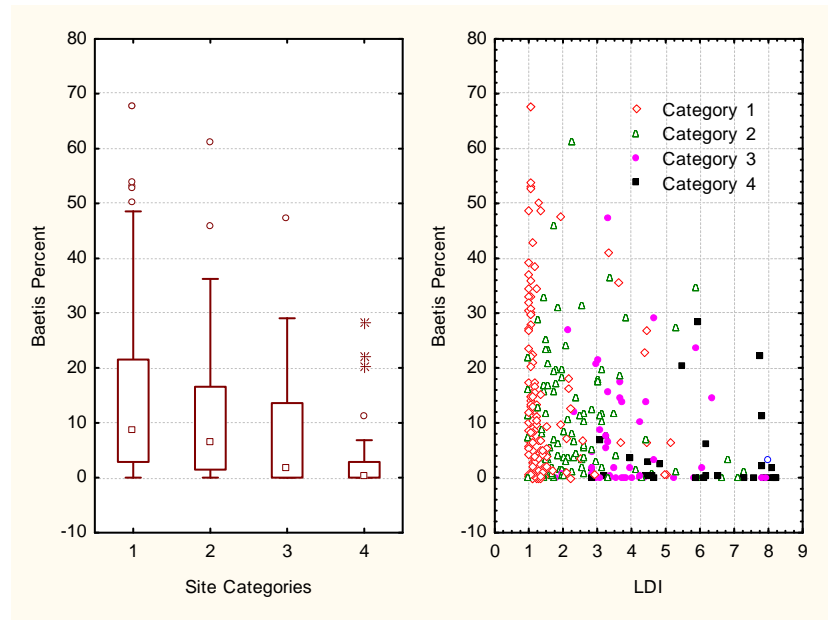 80
70
60
50
40
30
20
10
0
-10
Baetis Percent
1 2 3 4
Site Categories
80
70
60
50
40
30
20
10
0
-10
Baetis Percent
Category 1
Category 2
Category 3
Category 4
0 1 2 3 4 5 6 7 8 9
LDI